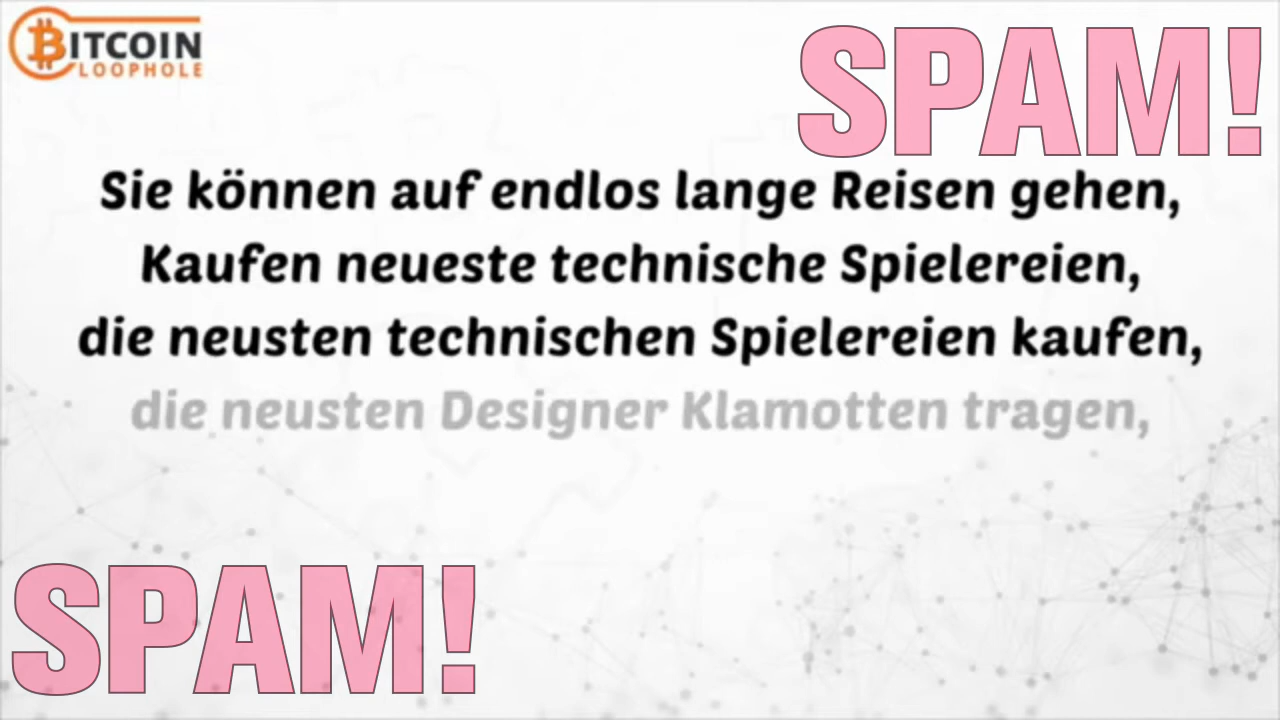 BITCOIN
LOOPHOLE
SPAM!
Sie können auf endlos lange Reisen gehen,
Kaufen neueste technische Spielereien,
die neusten technischen Spielereien kaufen,
die neusten Designer Klamotten tragen,
SPAM!